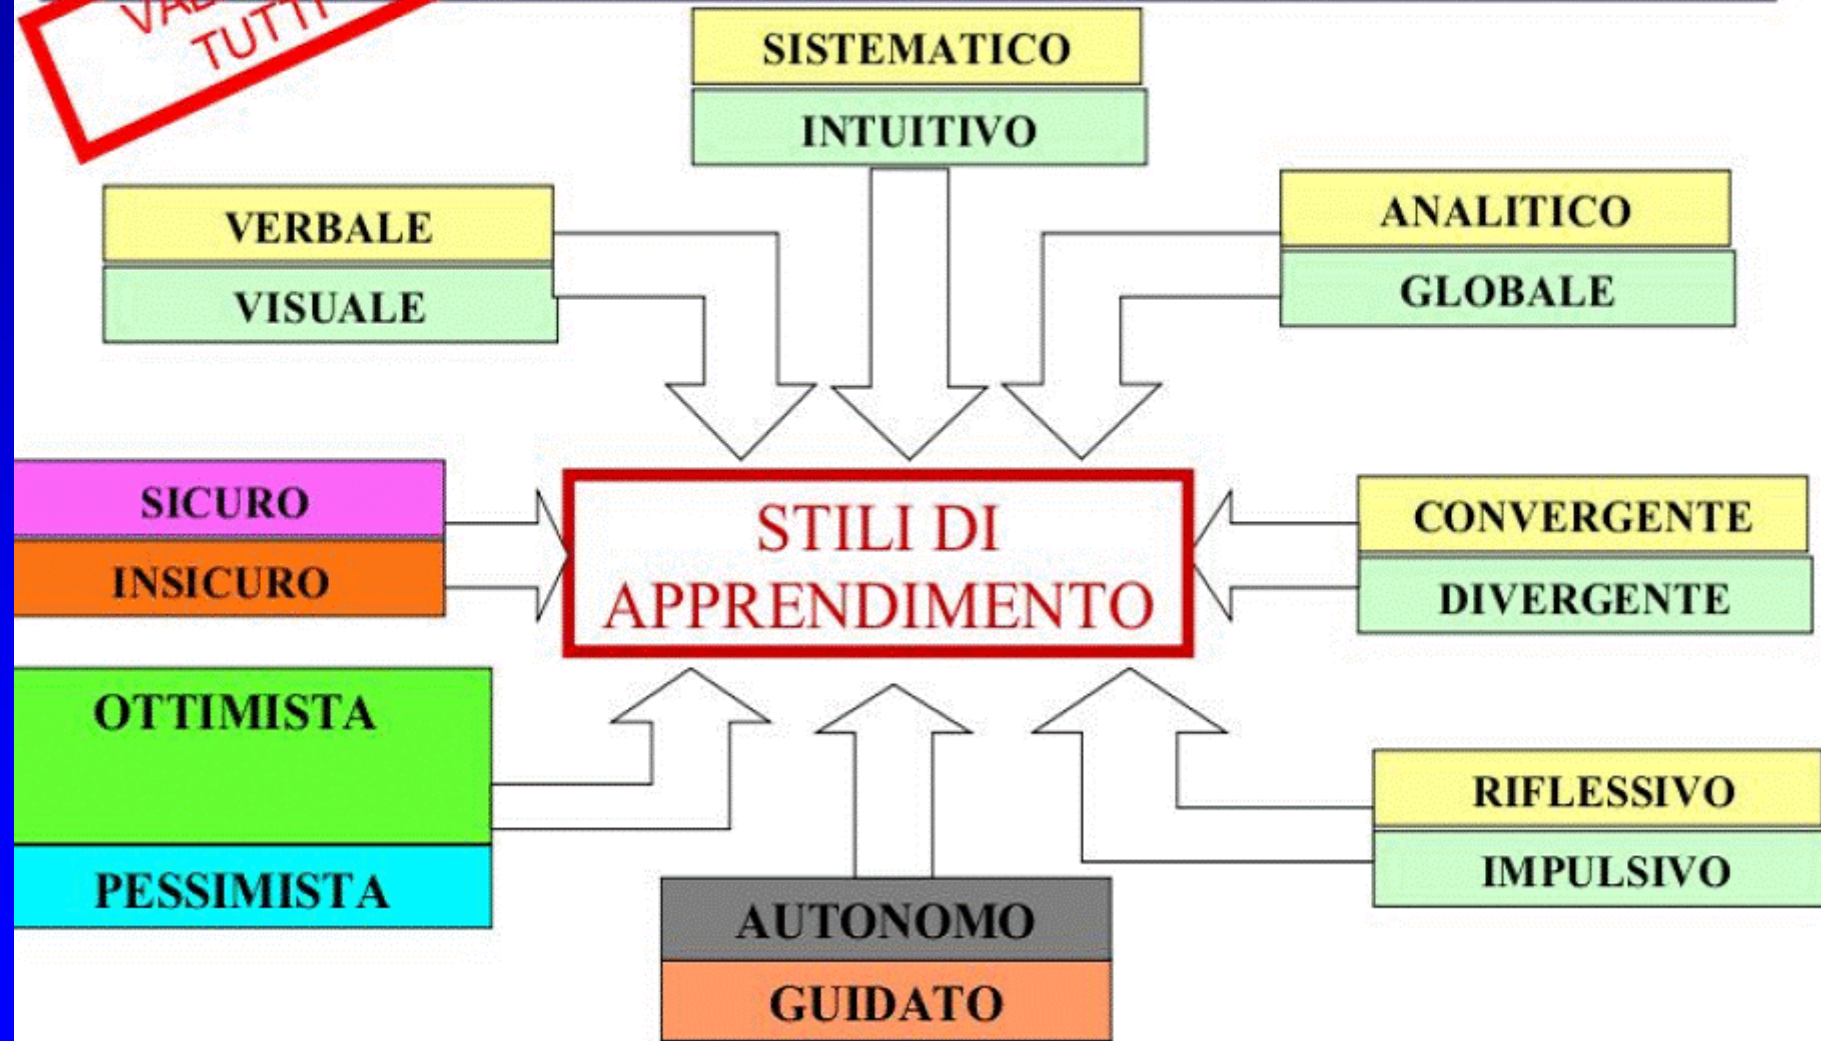 TUTTI
SISTEMATICO
INTUITIVO
VERBALE
VISUALE
ANALITICO
GLOBALE
SICURO
INSICURO
STILI DI
APPRENDIMENTO
CONVERGENTE
DIVERGENTE
OTTIMISTA
PESSIMISTA
RIFLESSIVO
IMPULSIVO
AUTONOMO
GUIDATO